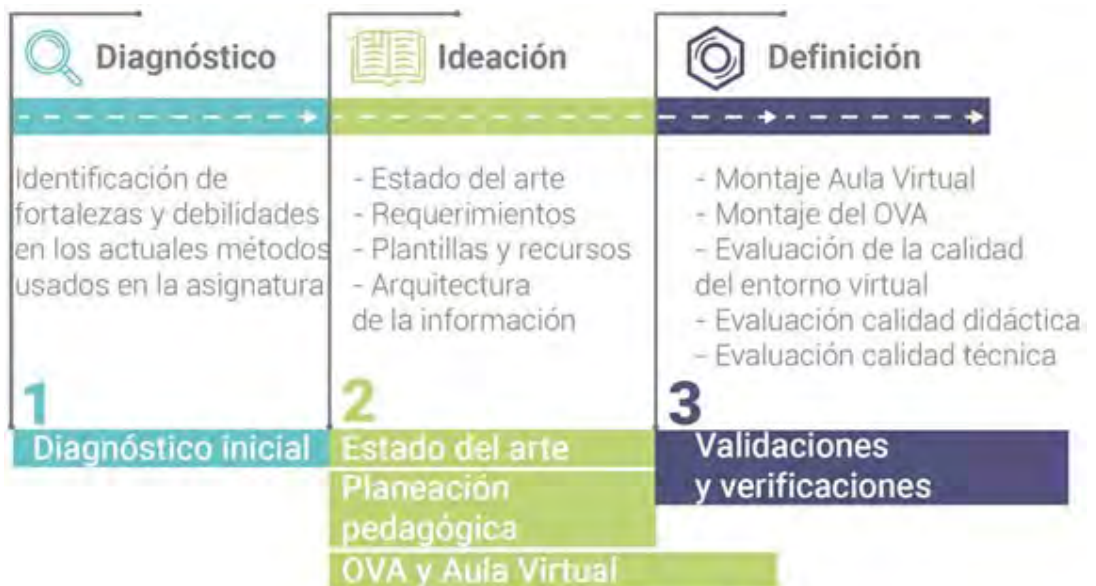 Diagnóstico
Identificación de
fortalezas y debilidades
en los actuales métodos
usados en la asignatura
1
Diagnóstico inicial
Ideación
- Estado del arte
- Requerimientos
- Plantillas y recursos
- Arquitectura
de la información
2
Estado del arte
Planeación
pedagógica
OVA y Aula Virtual
Definición
- Montaje Aula Virtual
- Montaje del OVA
- Evaluación de la calidad
del entorno virtual
- Evaluación calidad didáctica
- Evaluación calidad técnica
3
Validaciones
y verificaciones